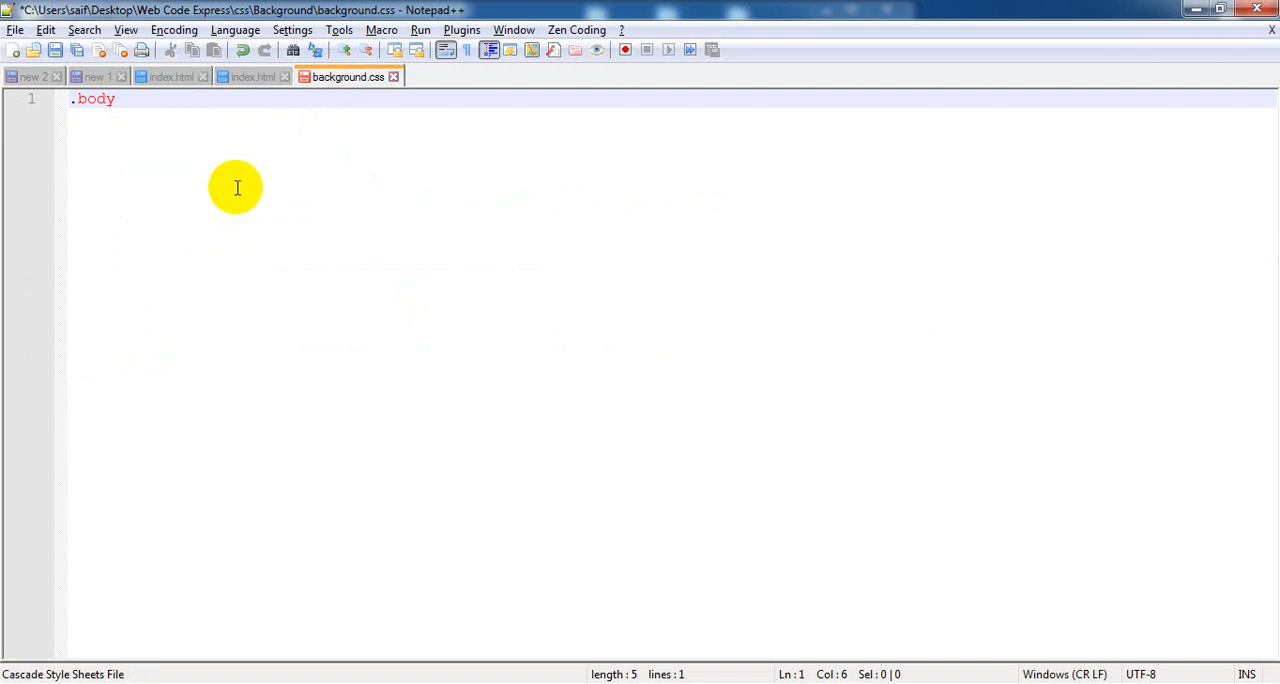 *C:\Users\saif\Desktop\Web Code Express\css\Background\background.css - Notepad++
File Edit Search View Encoding Language Settings Tools Macro Run Plugins Window Zen Coding ? X
new 2 new 1 index.html index.html background.css
1 .body
Cascade Style Sheets File length : 5 lines : 1 Ln : 1 Col : 6 Sel : 0 | 0 Windows (CR LF) UTF-8 INS